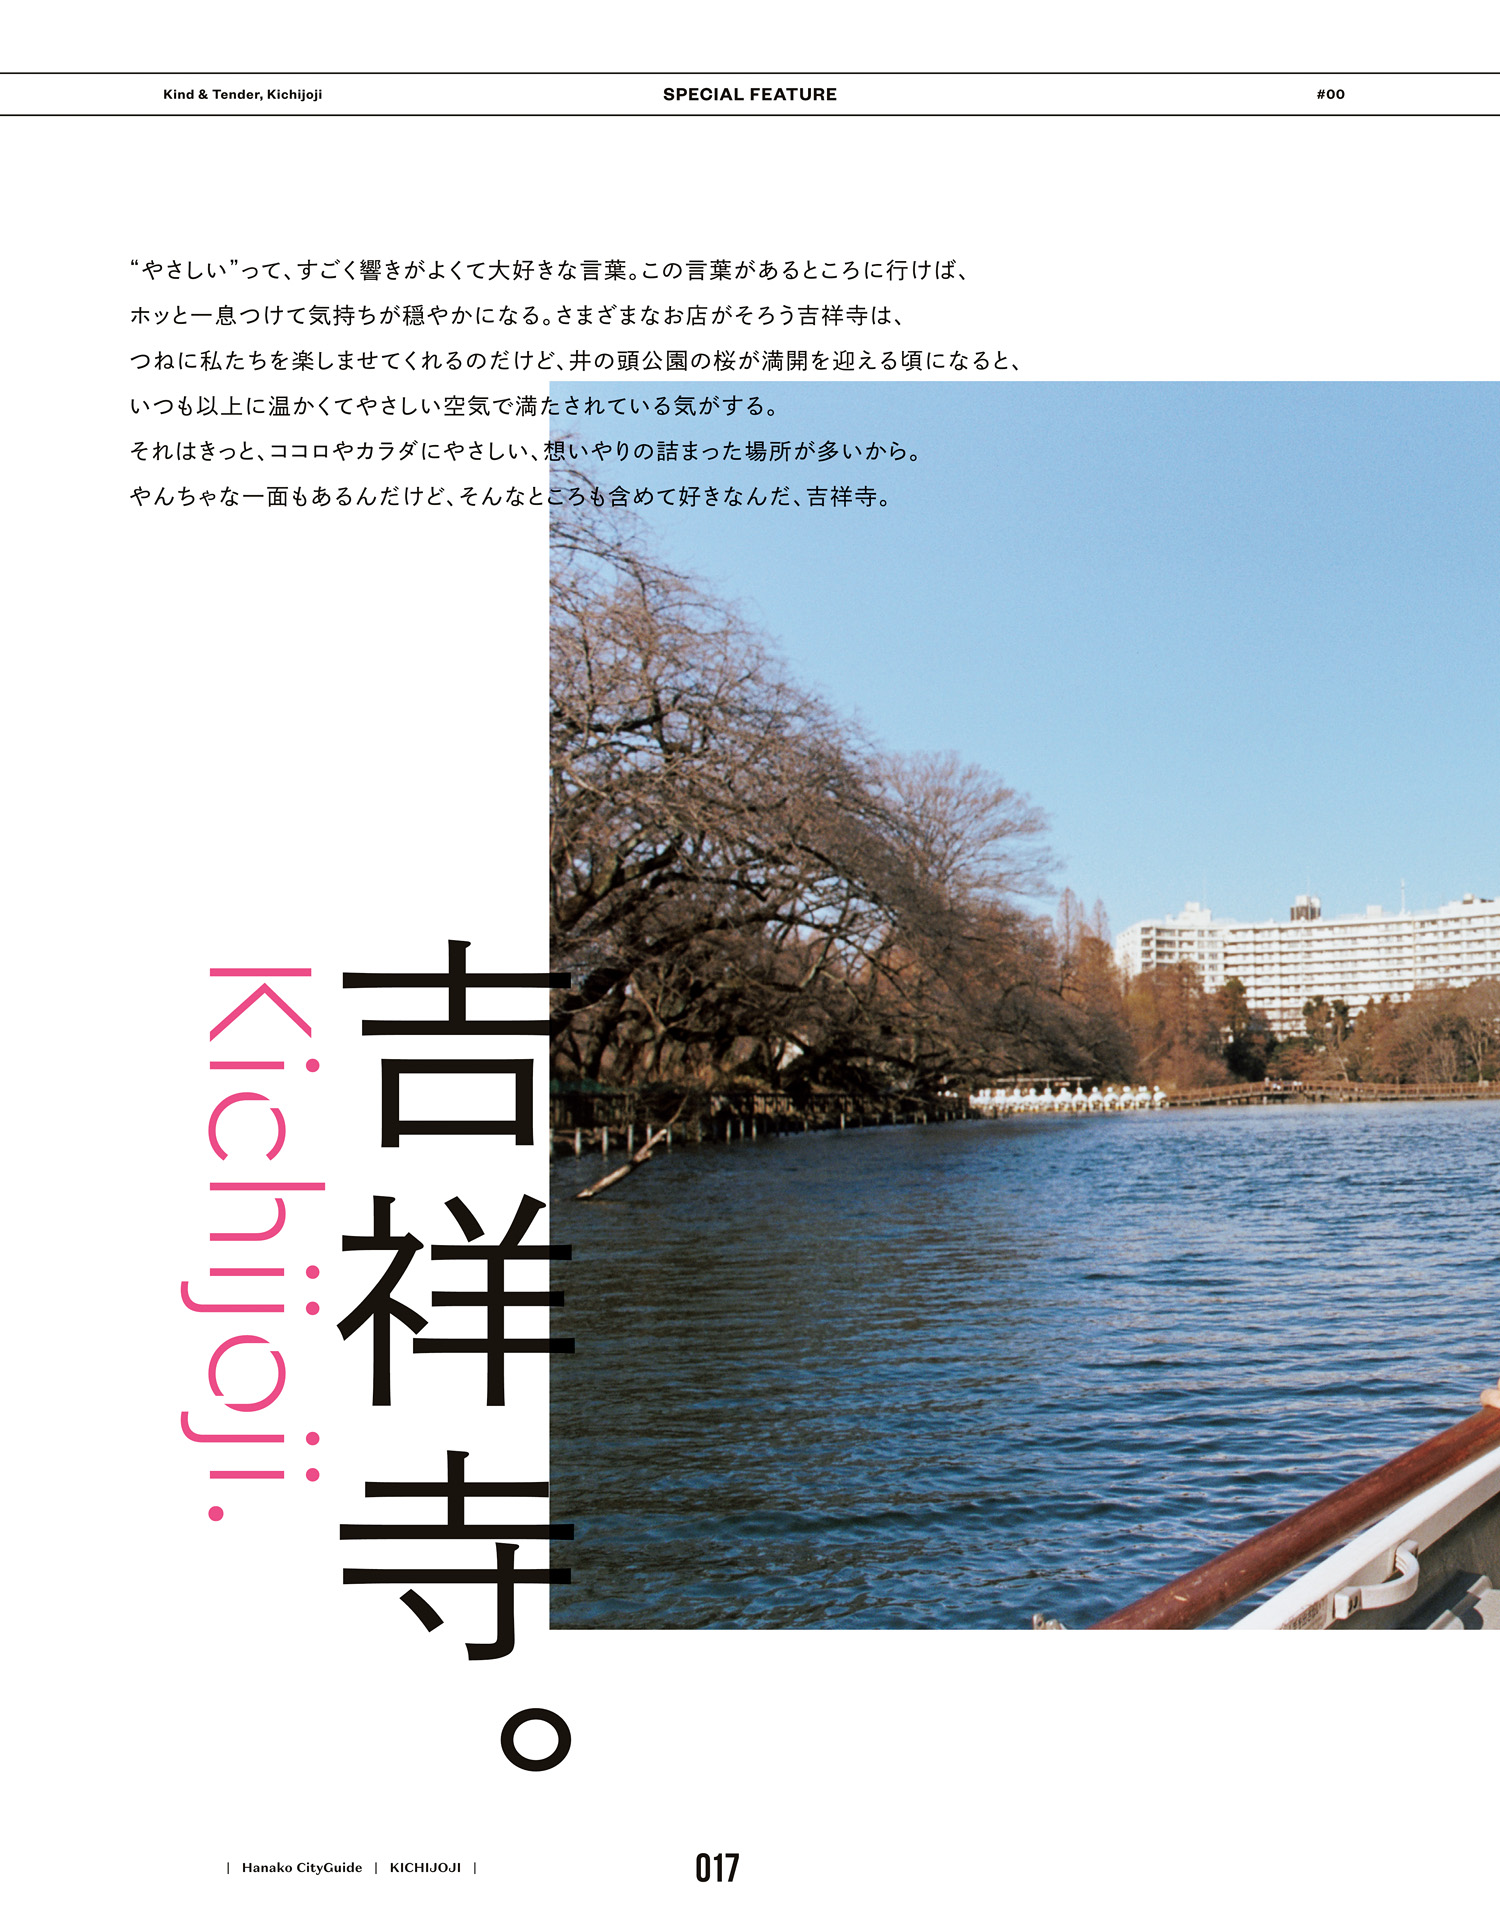 Kind & Tender, Kichijoji
SPECIAL FEATURE
#00
“やさしい”って、すごく響きがよくて大好きな言葉。この言葉があるところに行けば、
ホッと一息つけて気持ちが穏やかになる。さまざまなお店がそろう吉祥寺は、
つねに私たちを楽しませてくれるのだけど、井の頭公園の桜が満開を迎える頃になると、
いつも以上に温かくてやさしい空気で満たされている気がする。
それはきっと、ココロやカラダにやさしい、想いやりの詰まった場所が多いから。
やんちゃな一面もあるんだけど、そんなところも含めて好きなんだ、吉祥寺。
吉祥寺。
Kichijoji.
| Hanako CityGuide | KICHIJOJI |
017